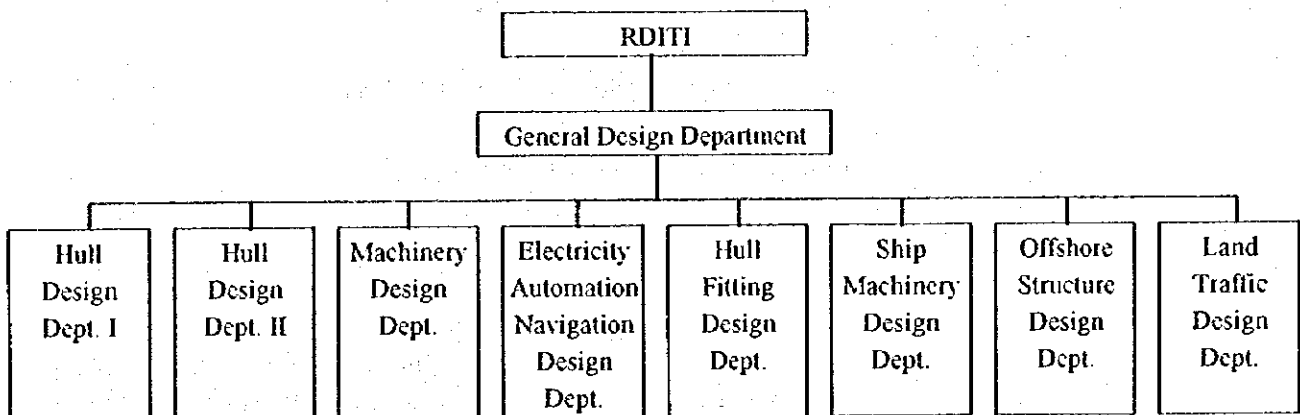 RDITI
General Design Department
Hull
Design
Dept. I
Hull
Design
Dept. II
Machinery
Design
Dept.
Electricity
Automation
Navigation
Design
Dept.
Hull
Fitting
Design
Dept.
Ship
Machinery
Design
Dept.
Offshore
Structure
Design
Dept.
Land
Traffic
Design
Dept.